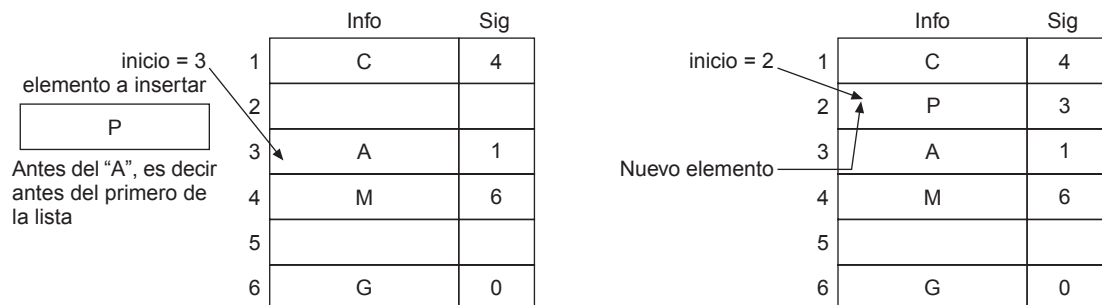 Info Sig
inicio = 3
elemento a insertar
P
Antes del “A”, es decir
antes del primero de
la lista
1 C 4
2
3 A 1
4 M 6
5
6 G 0
Info Sig
inicio = 2
Nuevo elemento
1 C 4
2 P 3
3 A 1
4 M 6
5
6 G 0